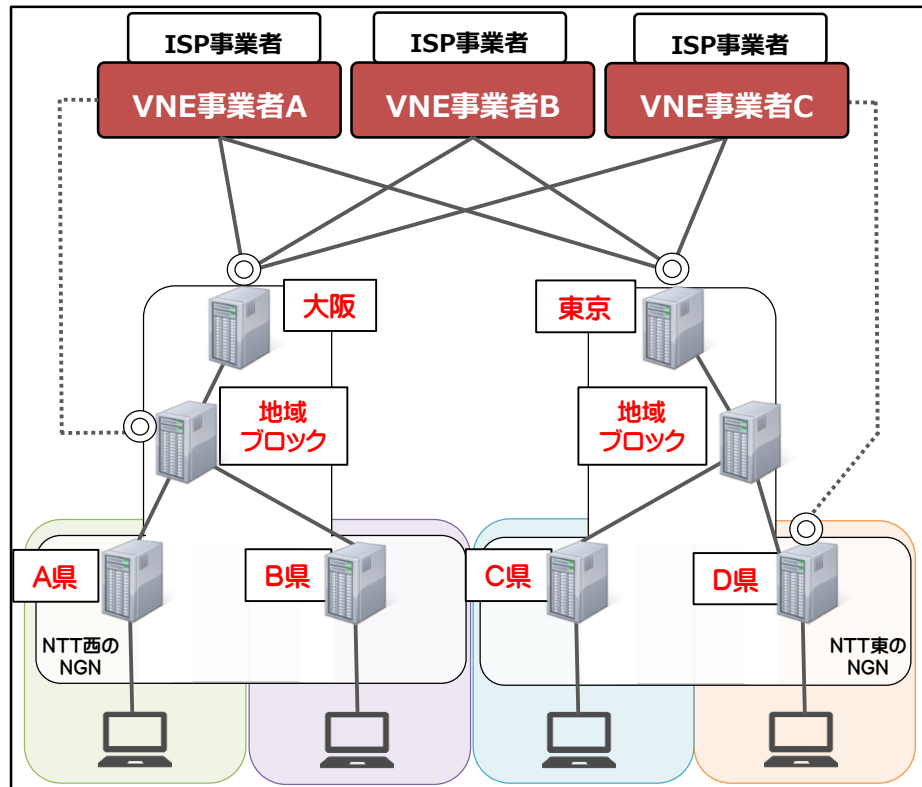 ISP事業者
ISP事業者
ISP事業者
VNE事業者A
VNE事業者B
VNE事業者C
大阪
東京
地域
ブロック
地域
ブロック
A県
B県
C県
D県
NTT西の
NGN
NTT東の
NGN